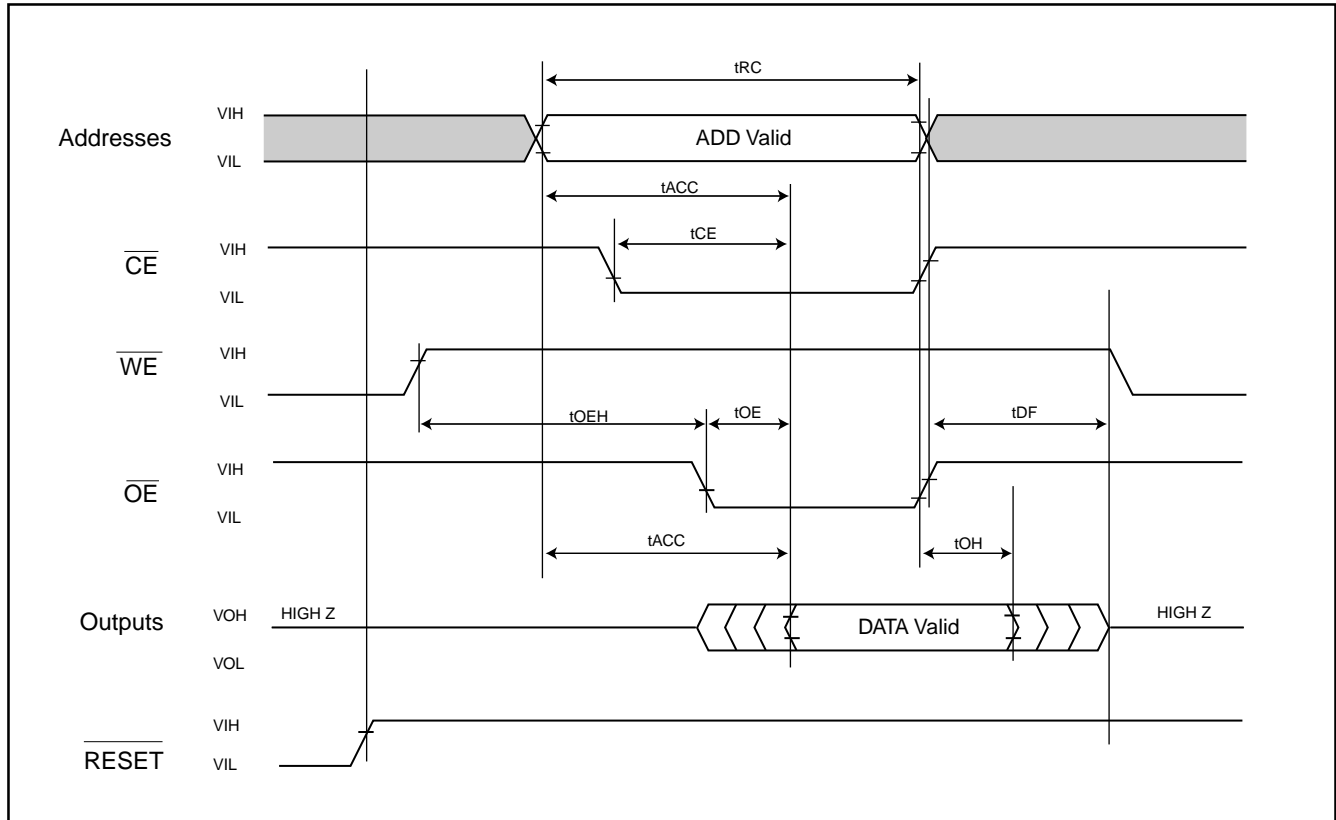 tRC
VIH
Addresses
ADD Valid
VIL
tACC
tCE
VIH
CE
VIL
VIH
WE
VIL
tOEH
tOE
tDF
VIH
OE
VIL
tACC
tOH
VOH
HIGH Z
Outputs
DATA Valid
HIGH Z
VOL
VIH
RESET
VIL